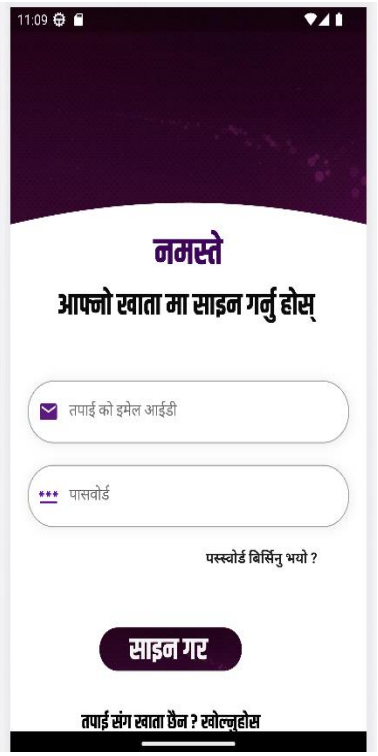 11:09
नमस्ते
आफ्नो खाता मा साइन गर्नु होस्
तपाई को इमेल आईडी
*** पासवोर्ड
पस्स्वोर्ड बिर्सिनु भयो ?
साइन गर
तपाई संग खाता छैन ? खोल्नुहोस